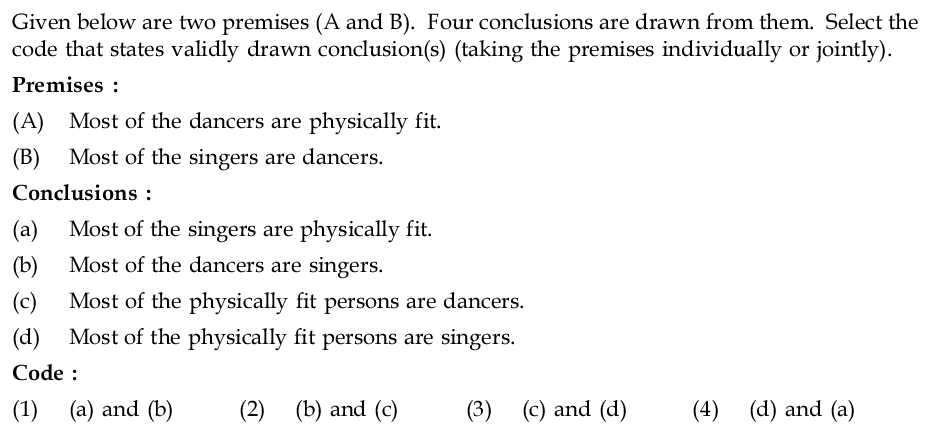 Given below are two premises (A and B). Four conclusions are drawn from them. Select the
code that states validly drawn conclusion(s) (taking the premises individually or jointly).
Premises :
(A) Most of the dancers are physically fit.
(B) Most of the singers are dancers.
Conclusions :
(a) Most of the singers are physically fit.
(b) Most of the dancers are singers.
(c) Most of the physically fit persons are dancers.
(d) Most of the physically fit persons are singers.
Code :
(1) (a) and (b) (2) (b) and (c) (3) (c) and (d) (4) (d) and (a)